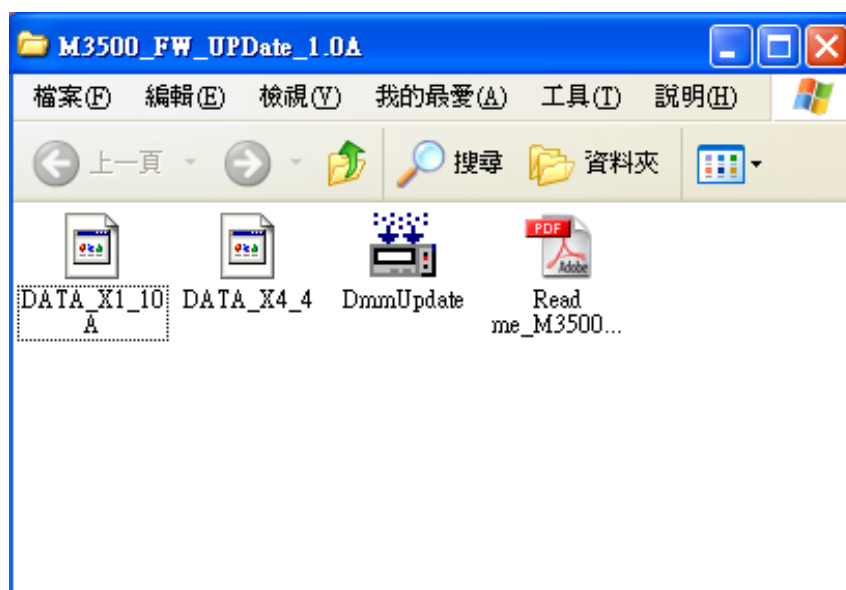 M3500_FW_UPDate_1.0A
檔案(F) 編輯(E) 檢視(V) 我的最愛(A) 工具(T) 說明(H)
上一頁 搜尋 資料夾
PDF
Adobe
DATA_X1_10 DATA_X4_4 DmmUpdate Read
A me_M3500...